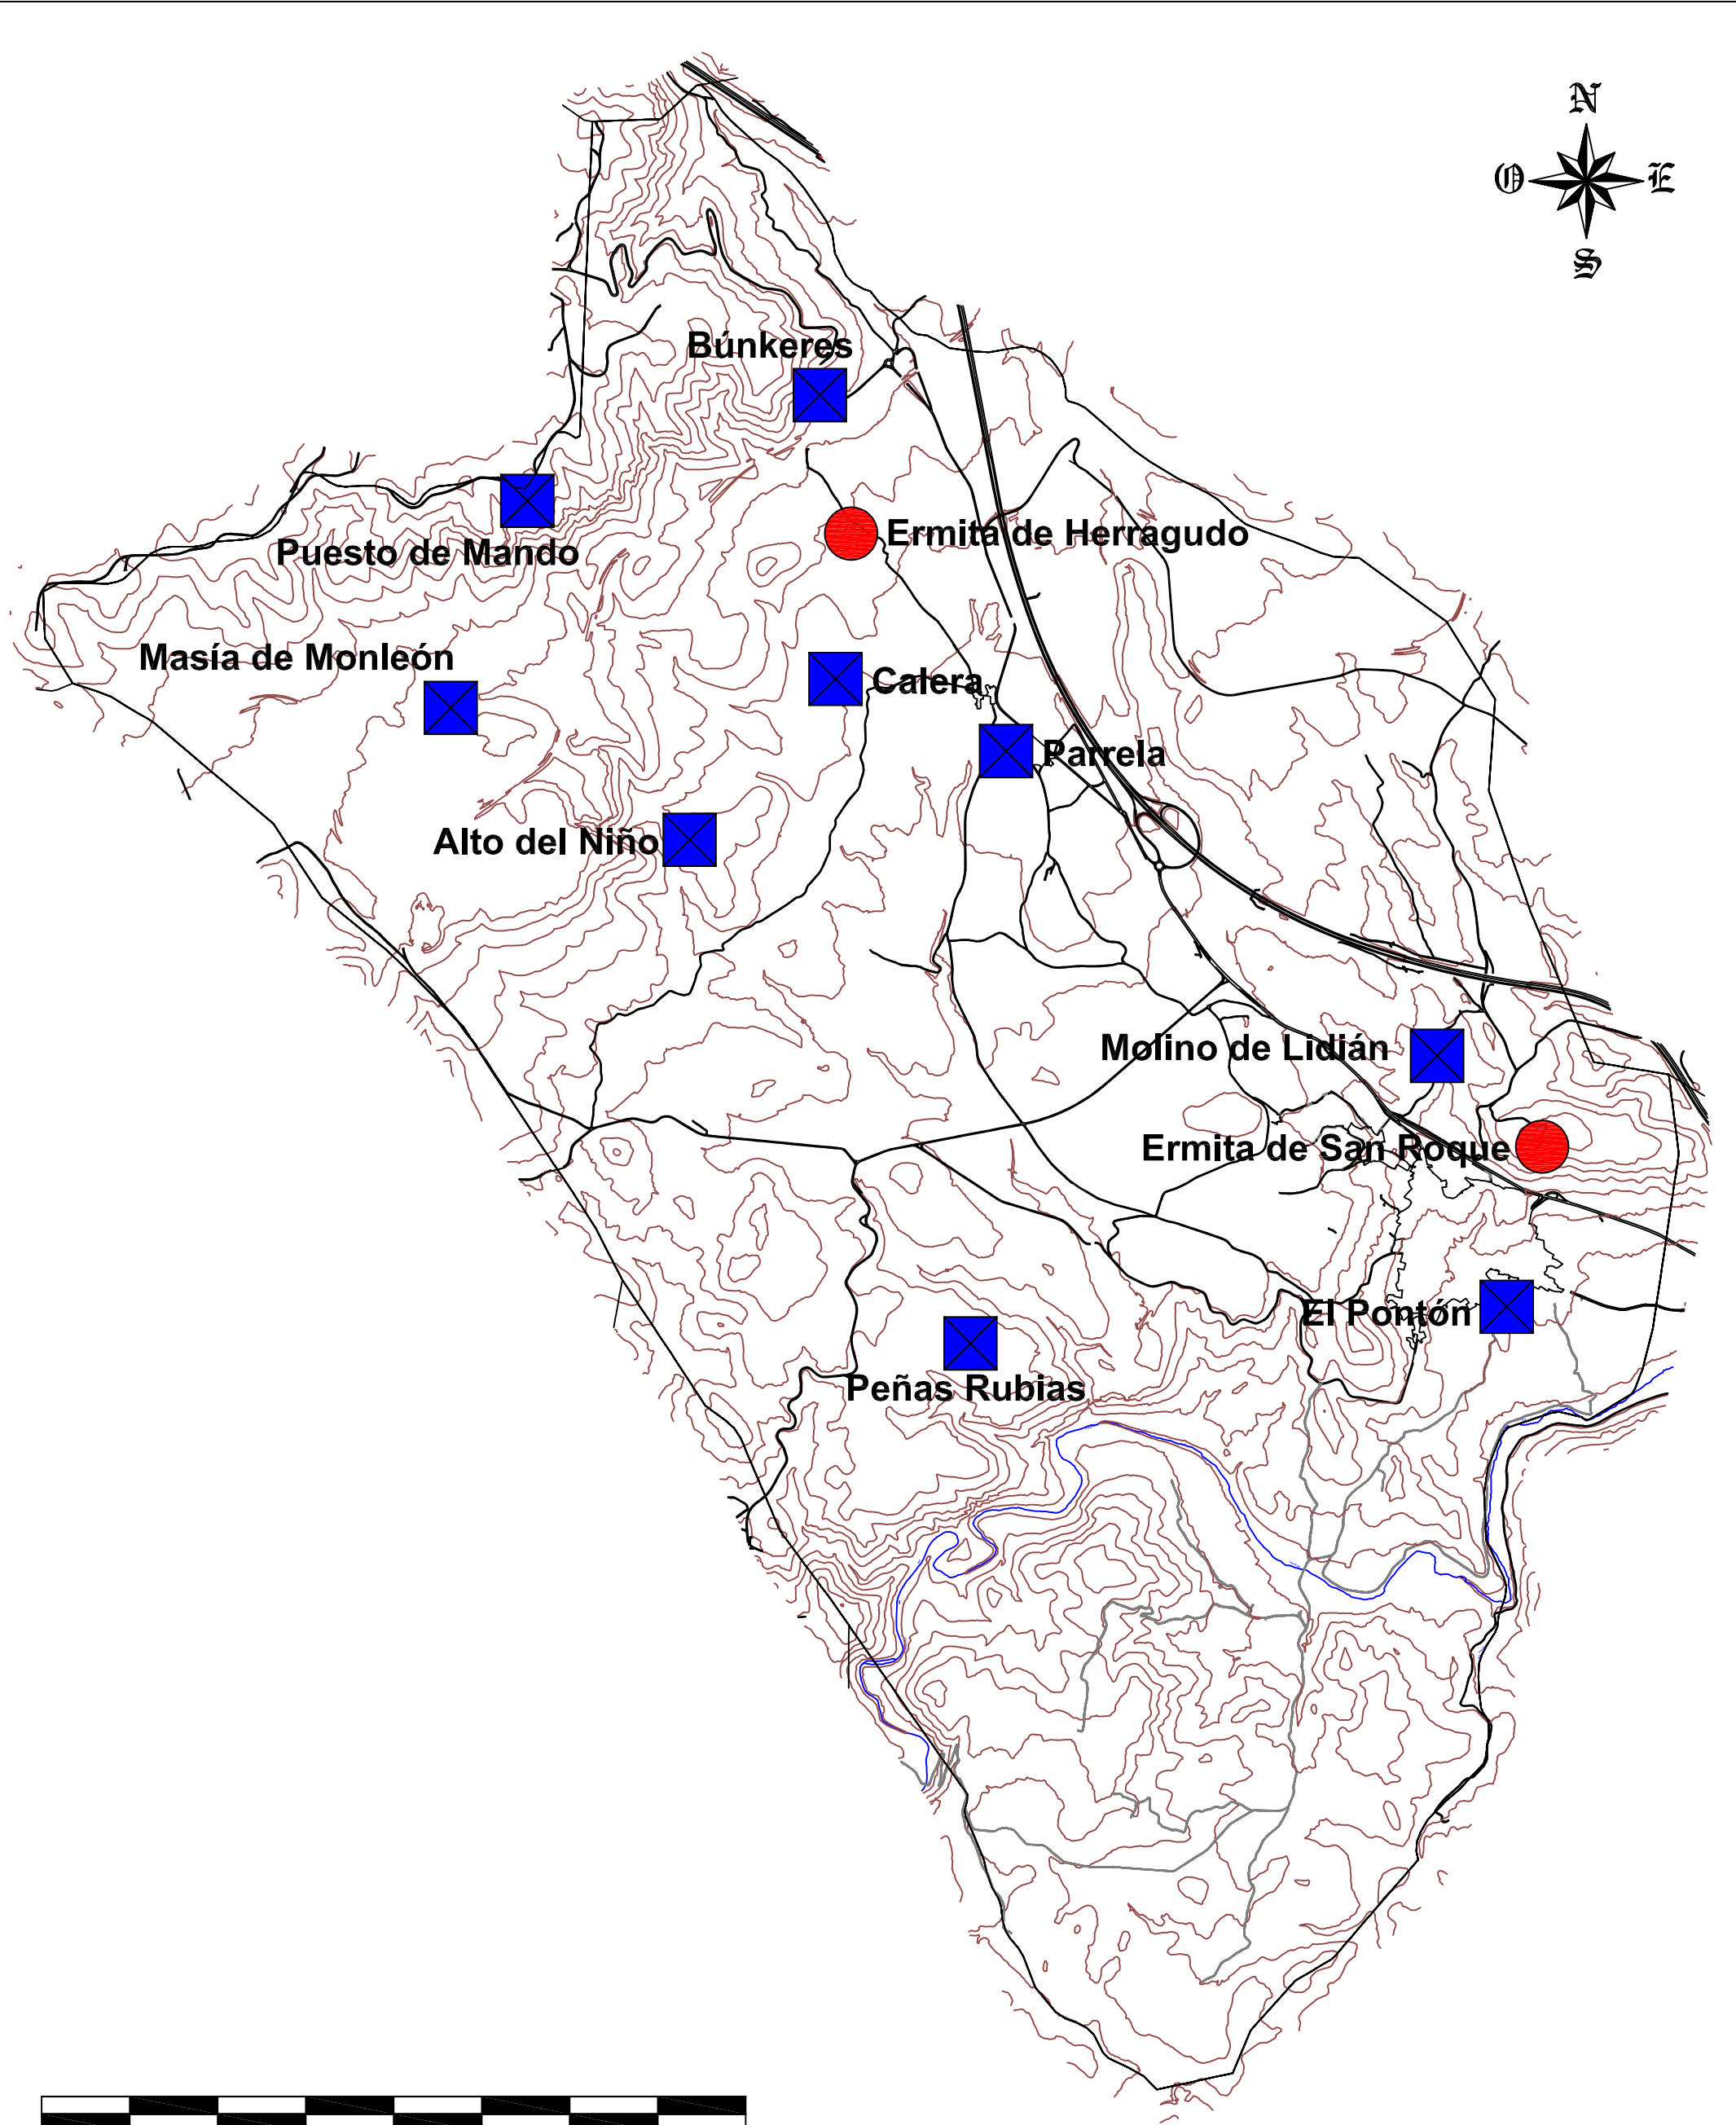 N
O
E
S
Búnkeres
Ermita de Herragudo
Puesto de Mando
Masía de Monleón
Calera
Parrela
Alto del Niño
Molino de Lidián
Ermita de San Roque
El Pontón
Peñas Rubias